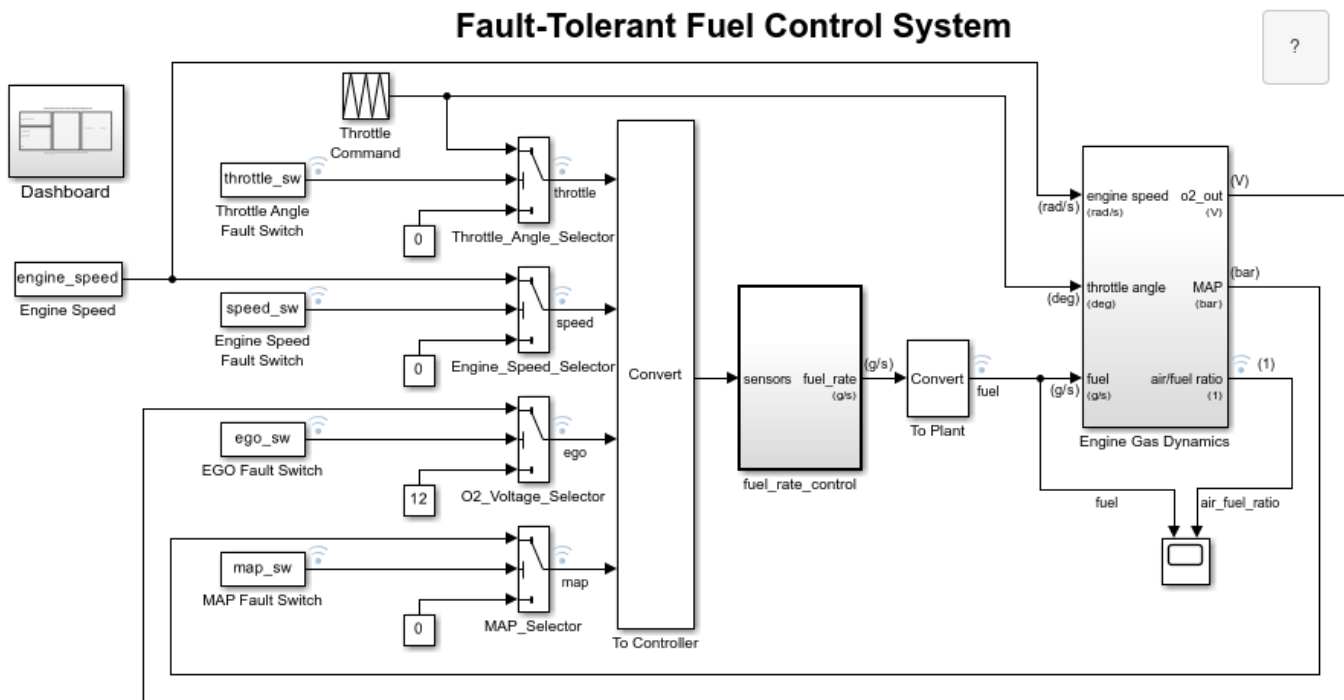 Fault-Tolerant Fuel Control System
?
Dashboard
Throttle
Command
throttle_sw
Throttle Angle
Fault Switch
0
throttle
Throttle_Angle_Selector
engine_speed
Engine Speed
speed_sw
Engine Speed
Fault Switch
0
speed
Engine_Speed_Selector
ego_sw
EGO Fault Switch
12
ego
O2_Voltage_Selector
map_sw
MAP Fault Switch
0
map
MAP_Selector
Convert
To Controller
sensors
fuel_rate
(g/s)
fuel_rate_control
(g/s)
Convert
To Plant
fuel
(rad/s)
engine speed
(rad/s)
o2_out
(V)
(V)
(deg)
throttle angle
(deg)
MAP
(bar)
(bar)
(g/s)
fuel
(g/s)
air/fuel ratio
(1)
(1)
Engine Gas Dynamics
fuel
air_fuel_ratio